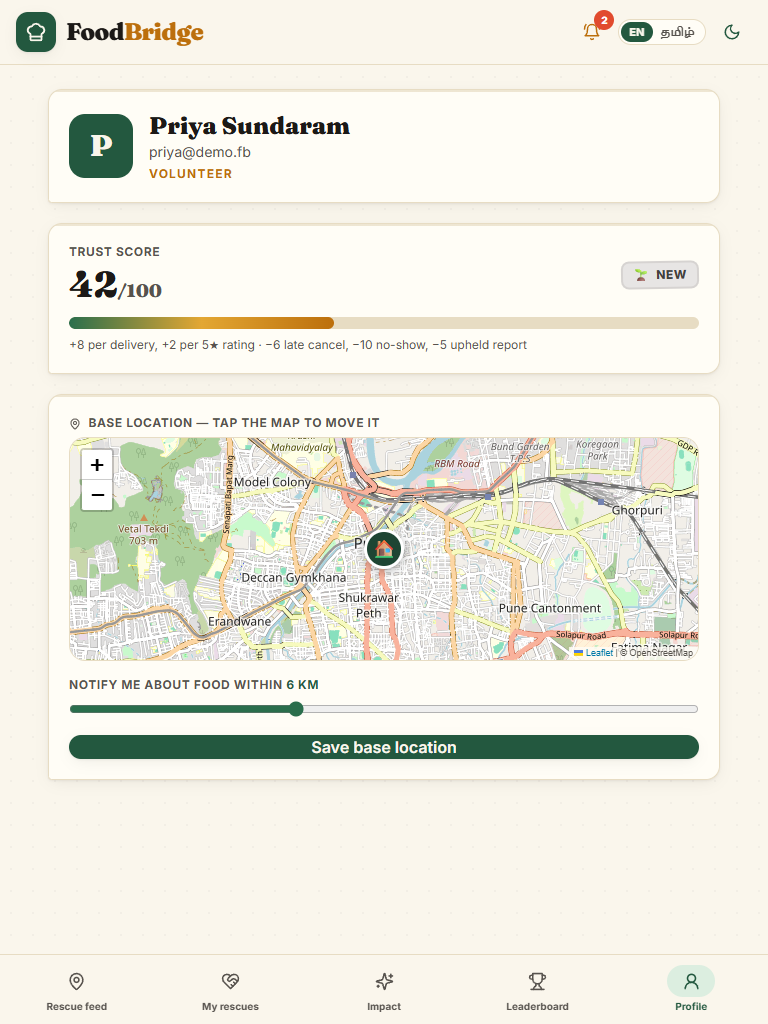 FoodBridge
2
EN தமிழ்
P
Priya Sundaram
priya@demo.fb
VOLUNTEER
TRUST SCORE
42/100
NEW
+8 per delivery, +2 per 5★ rating · −6 late cancel, −10 no-show, −5 upheld report
BASE LOCATION — TAP THE MAP TO MOVE IT
+
−
Mahavidyalay
Bund Garden
Koregaon
Park
RBM Road
Model Colony
Senapati Bapat Marg
Ghorpuri
Vetal Tekdi
703 m
Deccan Gymkhana
Shukrawar
Peth
Pune Cantonment
Erandwane
Solapur Road
Leaflet | © OpenStreetMap
NOTIFY ME ABOUT FOOD WITHIN 6 KM
Save base location
Rescue feed
My rescues
Impact
Leaderboard
Profile